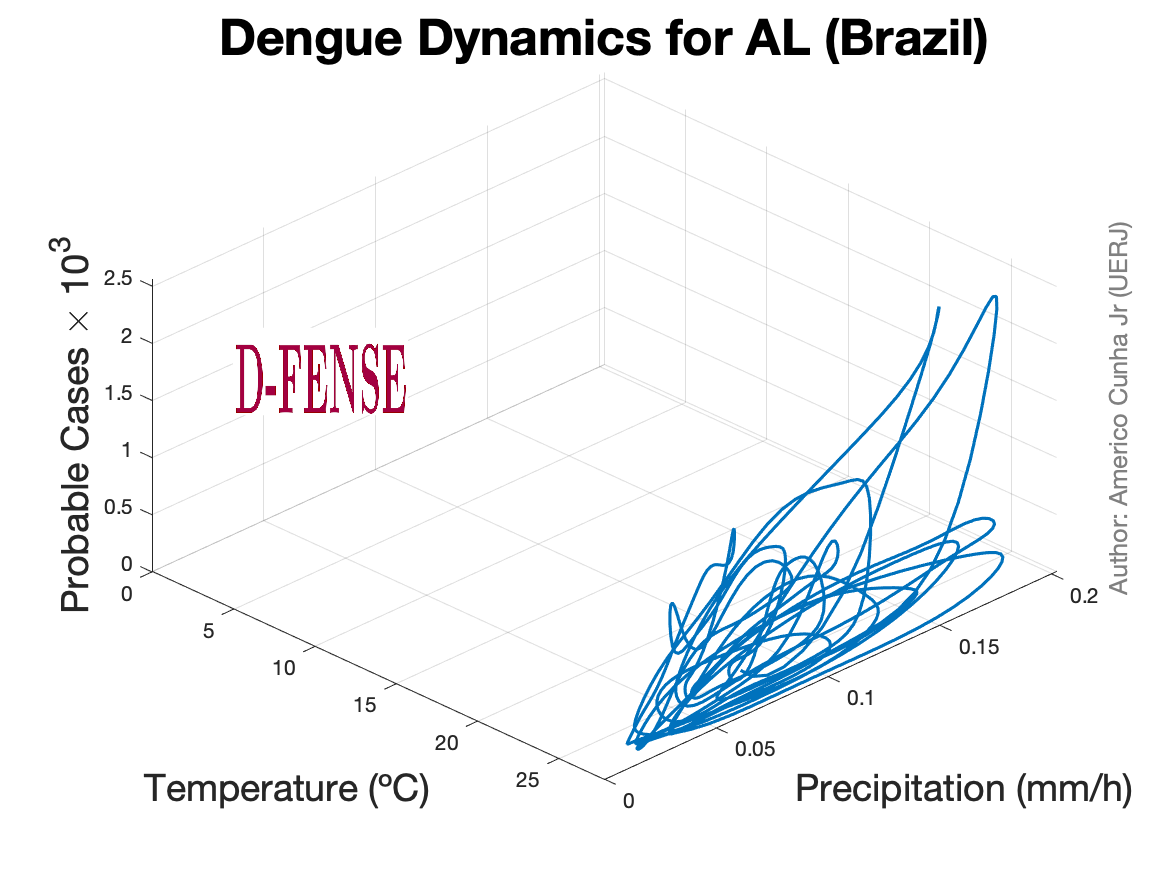 Dengue Dynamics for AL (Brazil)
Probable Cases × 10³
2.5
2
1.5
1
0.5
0
D-FENSE
0
5
10
15
20
25
Temperature (ºC)
0
0.05
0.1
0.15
0.2
Precipitation (mm/h)
Author: Americo Cunha Jr (UERJ)